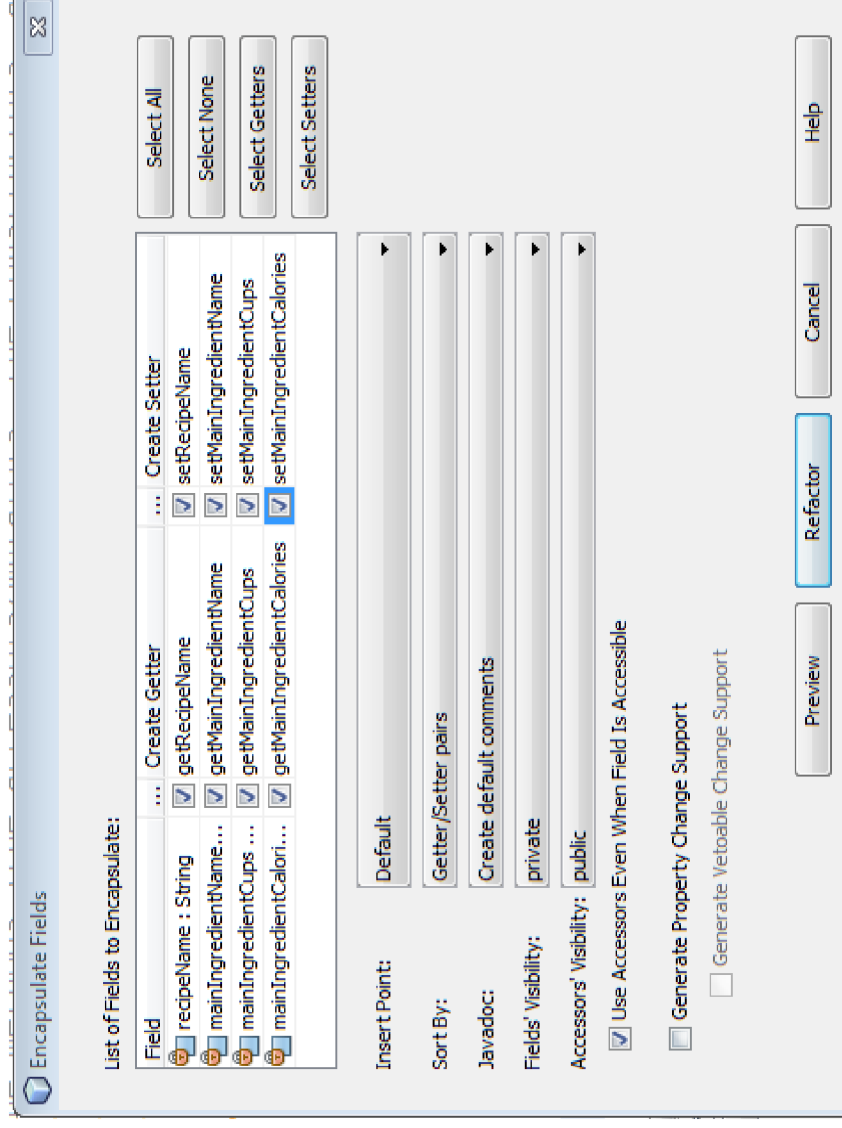 Encapsulate Fields
List of Fields to Encapsulate:
Field ... Create Getter ... Create Setter
recipeName : String getRecipeName setRecipeName
mainIngredientName... getMainIngredientName setMainIngredientName
mainIngredientCups ... getMainIngredientCups setMainIngredientCups
mainIngredientCalori... getMainIngredientCalories setMainIngredientCalories
Select All
Select None
Select Getters
Select Setters
Insert Point: Default
Sort By: Getter/Setter pairs
Javadoc: Create default comments
Fields' Visibility: private
Accessors' Visibility: public
Use Accessors Even When Field Is Accessible
Generate Property Change Support
Generate Vetoable Change Support
Preview Refactor Cancel Help